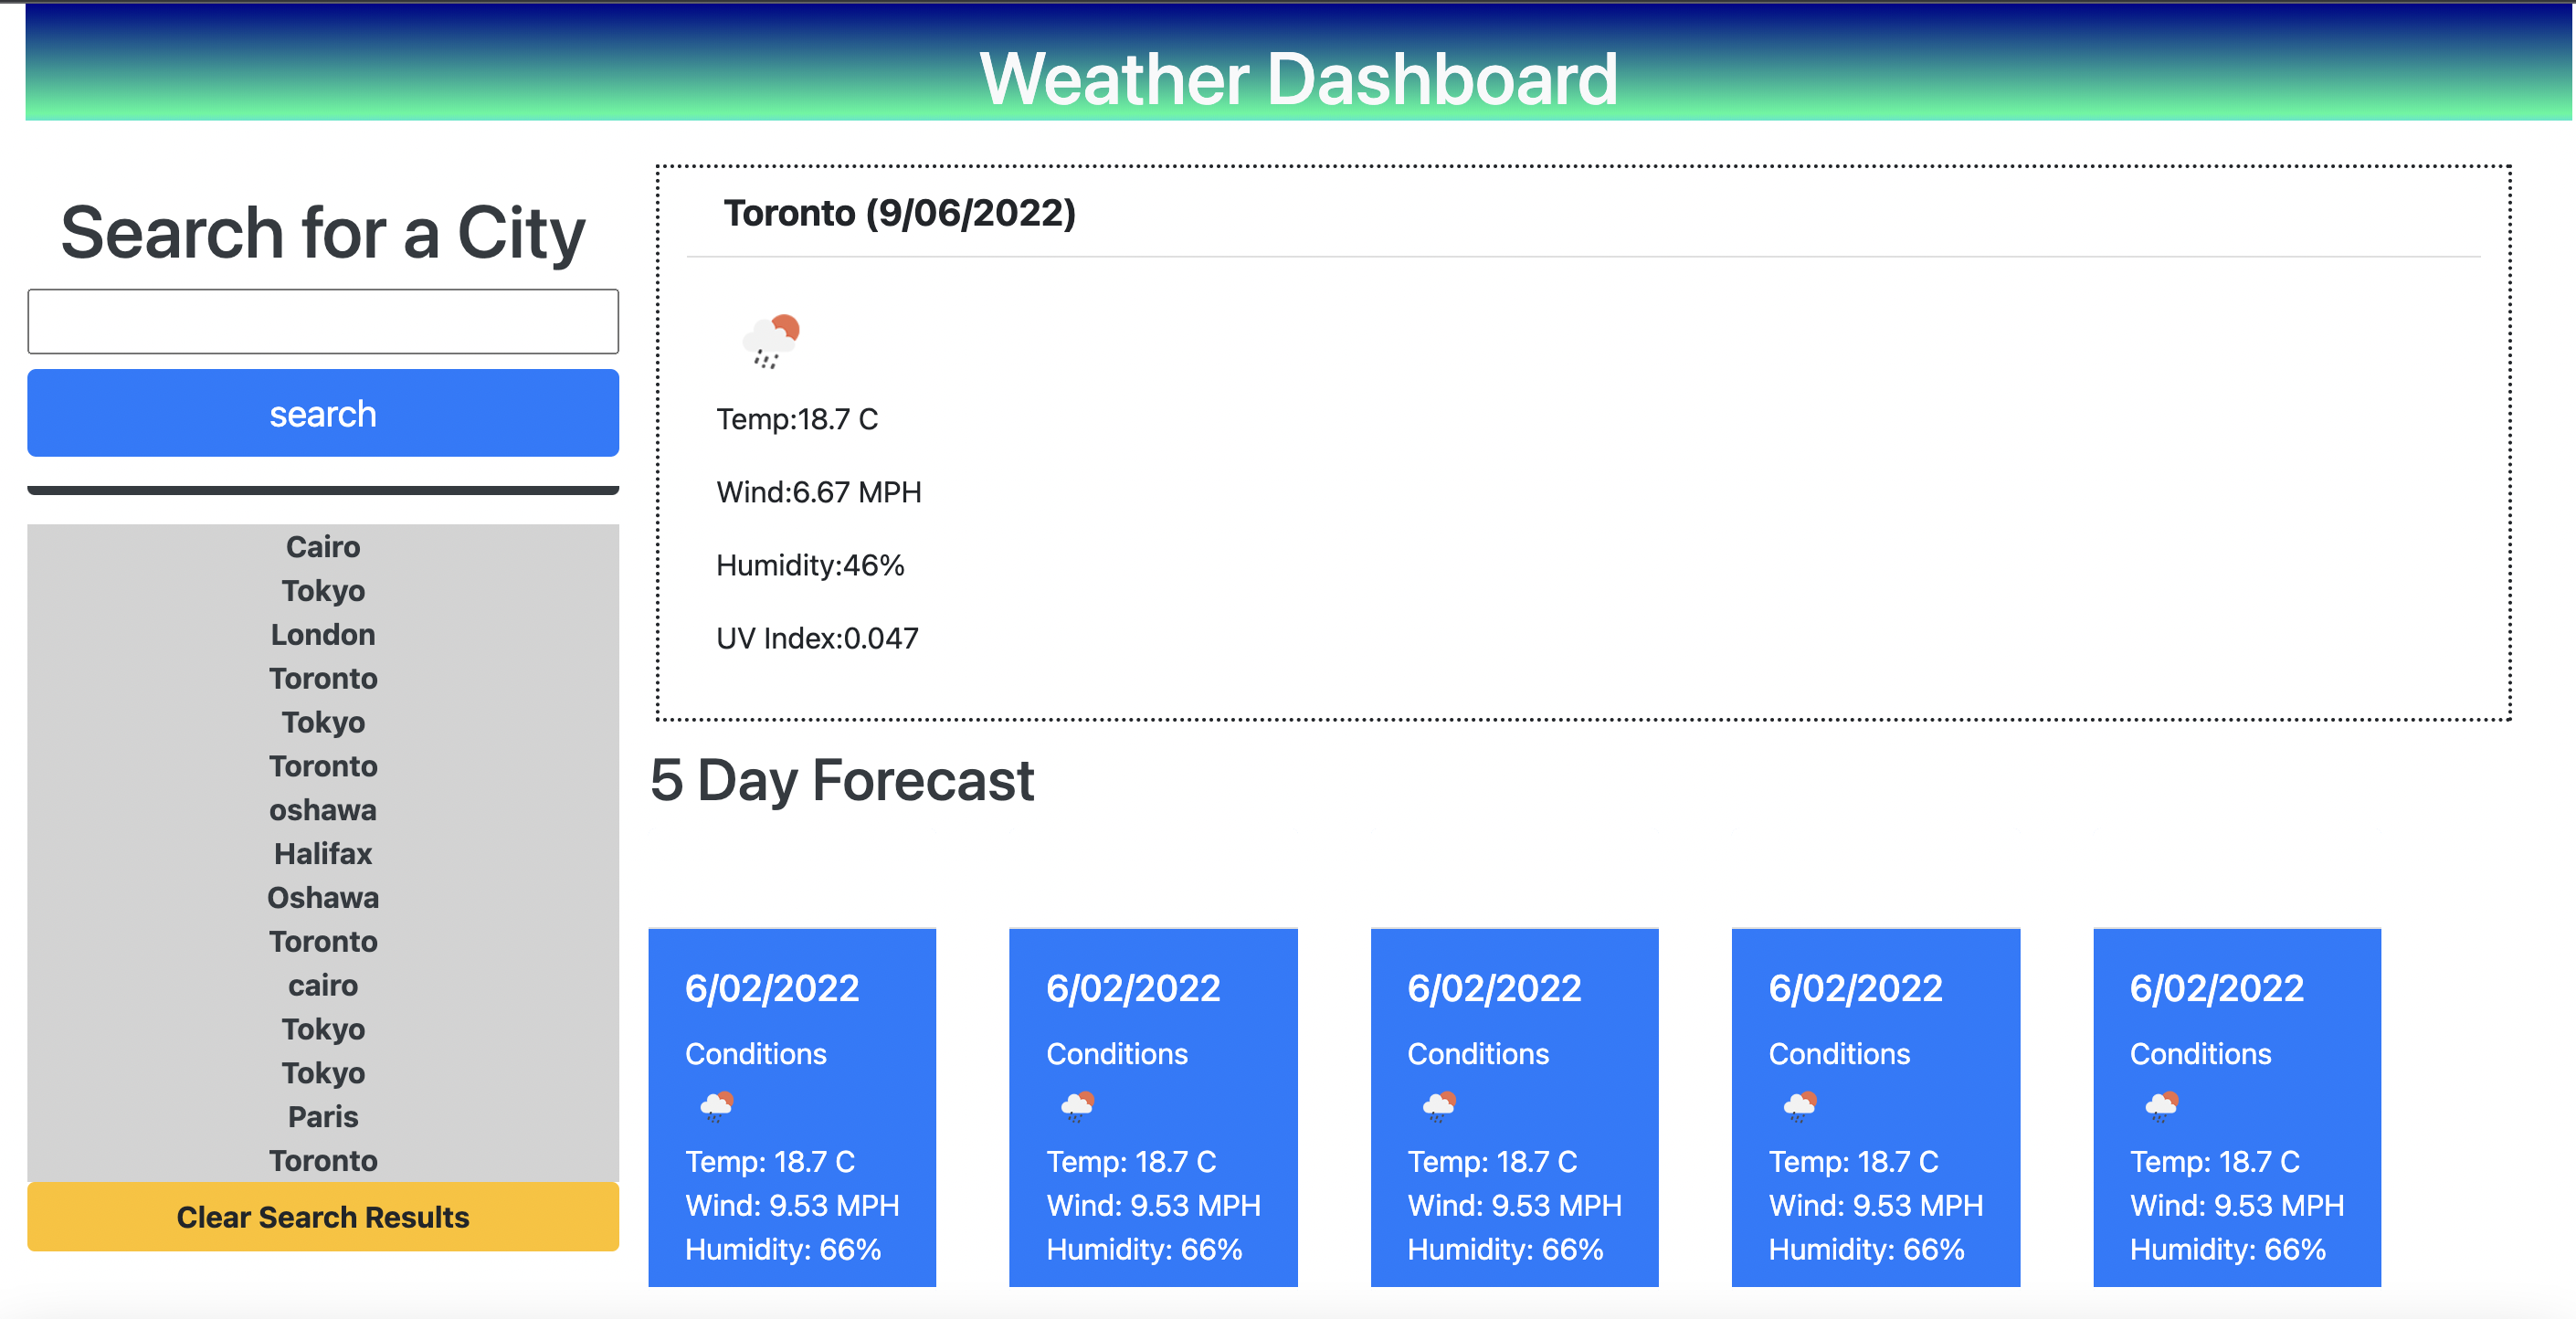 Weather Dashboard
Search for a City
search
Cairo
Tokyo
London
Toronto
Tokyo
Toronto
oshawa
Halifax
Oshawa
Toronto
cairo
Tokyo
Tokyo
Paris
Toronto
Clear Search Results
Toronto (9/06/2022)
Temp:18.7 C
Wind:6.67 MPH
Humidity:46%
UV Index:0.047
5 Day Forecast
6/02/2022
Conditions
Temp: 18.7 C
Wind: 9.53 MPH
Humidity: 66%
6/02/2022
Conditions
Temp: 18.7 C
Wind: 9.53 MPH
Humidity: 66%
6/02/2022
Conditions
Temp: 18.7 C
Wind: 9.53 MPH
Humidity: 66%
6/02/2022
Conditions
Temp: 18.7 C
Wind: 9.53 MPH
Humidity: 66%
6/02/2022
Conditions
Temp: 18.7 C
Wind: 9.53 MPH
Humidity: 66%